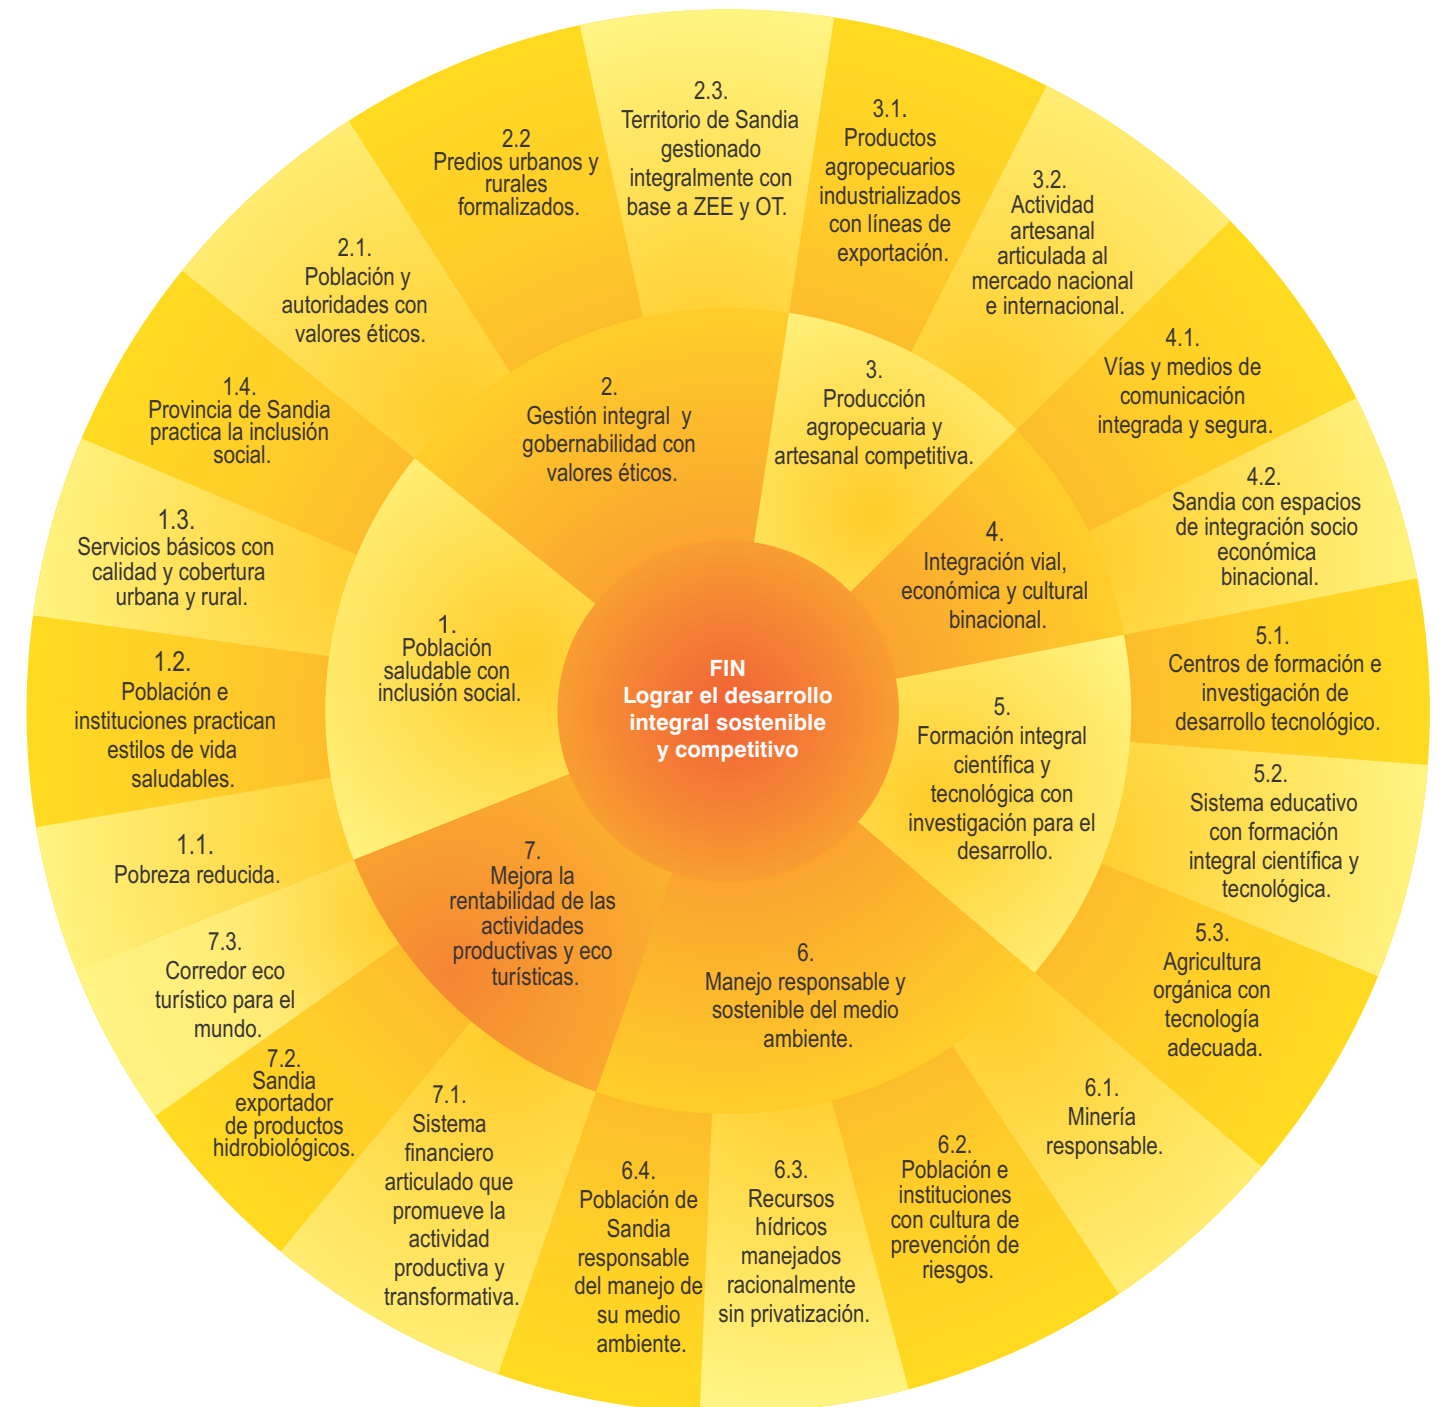 FIN
Lograr el desarrollo
integral sostenible
y competitivo
1.
Población
saludable con
inclusión social.
1.1.
Pobreza reducida.
1.2.
Población e
instituciones practican
estilos de vida
saludables.
1.3.
Servicios básicos con
calidad y cobertura
urbana y rural.
1.4.
Provincia de Sandia
practica la inclusión
social.
2.
Gestión integral y
gobernabilidad con
valores éticos.
2.1.
Población y
autoridades con
valores éticos.
2.2
Predios urbanos y
rurales
formalizados.
2.3.
Territorio de Sandia
gestionado
integralmente con
base a ZEE y OT.
3.
Producción
agropecuaria y
artesanal competitiva.
3.1.
Productos
agropecuarios
industrializados
con líneas de
exportación.
3.2.
Actividad
artesanal
articulada al
mercado nacional
e internacional.
4.
Integración vial,
económica y cultural
binacional.
4.1.
Vías y medios de
comunicación
integrada y segura.
4.2.
Sandia con espacios
de integración socio
económica
binacional.
5.
Formación integral
científica y
tecnológica con
investigación para el
desarrollo.
5.1.
Centros de formación e
investigación de
desarrollo tecnológico.
5.2.
Sistema educativo
con formación
integral científica y
tecnológica.
5.3.
Agricultura
orgánica con
tecnología
adecuada.
6.
Manejo responsable y
sostenible del medio
ambiente.
6.1.
Minería
responsable.
6.2.
Población e
instituciones
con cultura de
prevención de
riesgos.
6.3.
Recursos
hídricos
manejados
racionalmente
sin privatización.
6.4.
Población de
Sandia
responsable
del manejo de
su medio
ambiente.
7.
Mejora la
rentabilidad de las
actividades
productivas y eco
turísticas.
7.1.
Sistema
financiero
articulado que
promueve la
actividad
productiva y
transformativa.
7.2.
Sandia
exportador
de productos
hidrobiológicos.
7.3.
Corredor eco
turístico para el
mundo.